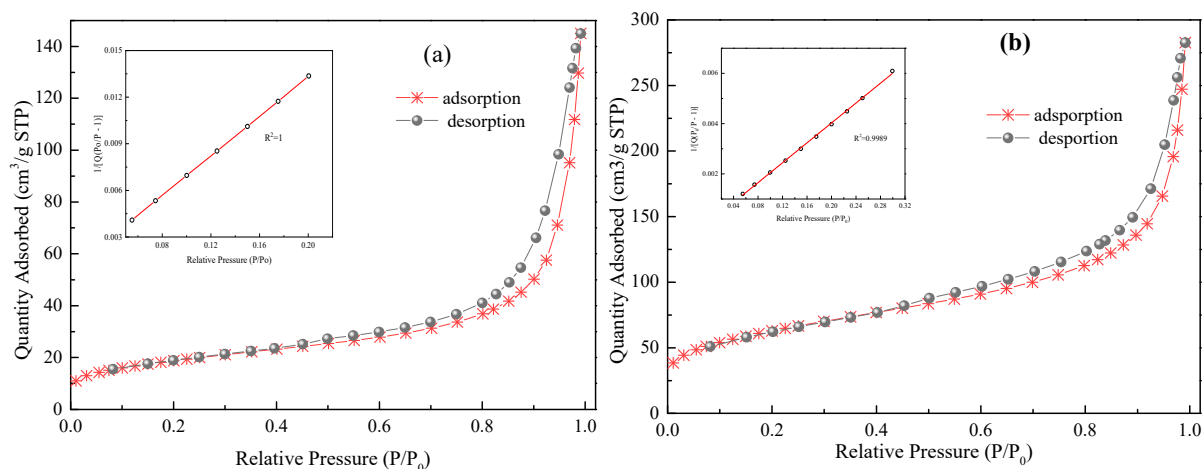 (a)
adsorption
desorption
Quantity Adsorbed (cm³/g STP)
0
20
40
60
80
100
120
140
0.0
0.2
0.4
0.6
0.8
1.0
Relative Pressure (P/P₀)
1/[Q(Po/P - 1)]
0.003
0.006
0.009
0.012
0.015
0.08
0.12
0.16
0.20
R²=1
Relative Pressure (P/Po)
(b)
adsporption
desportion
Quantity Adsorbed (cm3/g STP)
0
50
100
150
200
250
300
0.0
0.2
0.4
0.6
0.8
1.0
Relative Pressure (P/P₀)
1/[Q(P₀/P - 1)]
0.002
0.004
0.006
0.04
0.08
0.12
0.16
0.20
0.24
0.28
0.32
R²=0.9989
Relative Pressure (P/P₀)